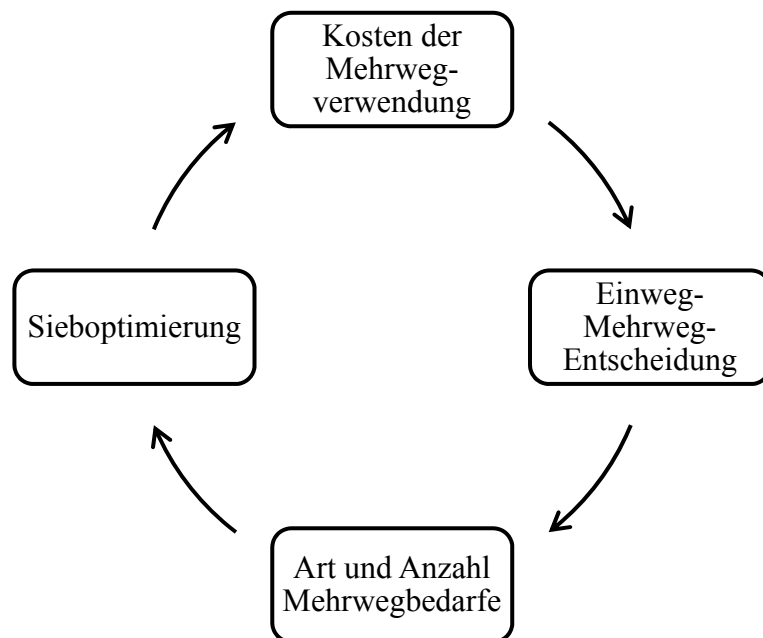 Kosten der
Mehrweg-
verwendung
Sieboptimierung
Einweg-
Mehrweg-
Entscheidung
Art und Anzahl
Mehrwegbedarfe